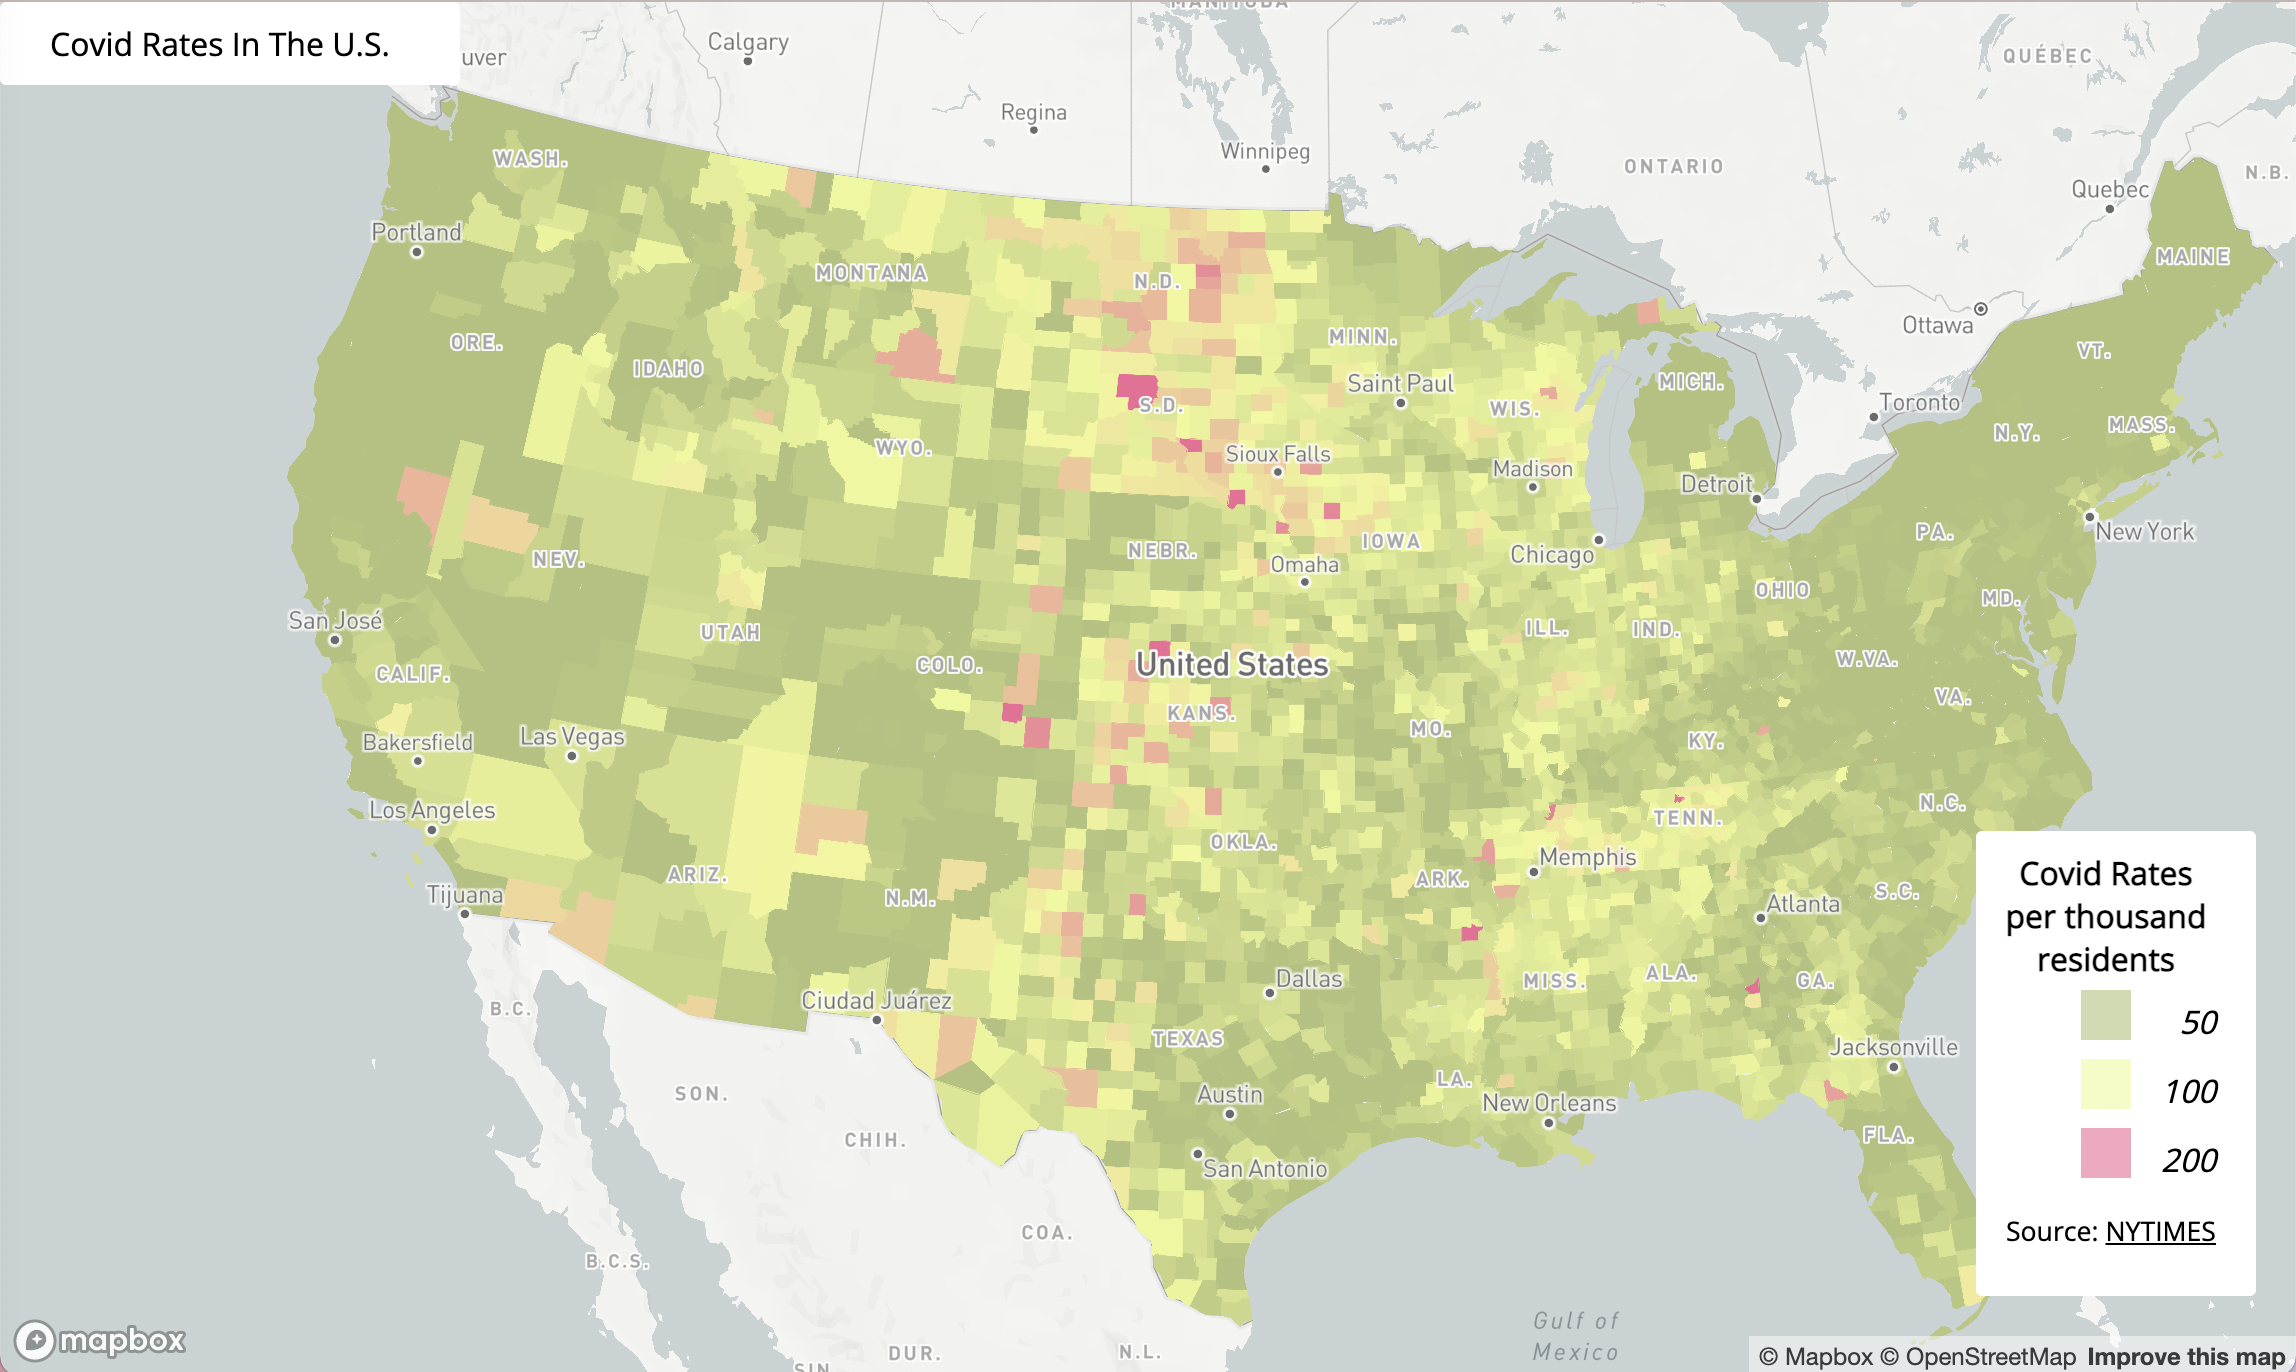 MANITOBA
Covid Rates In The U.S.
uver
Calgary
QUÉBEC
Regina
Winnipeg
ONTARIO
WASH.
N.B.
Quebec
Portland
MAINE
MONTANA
N.D.
Ottawa
ORE.
MINN.
VT.
IDAHO
Saint Paul
MICH.
S.D.
WIS.
Toronto
MASS.
N.Y.
WYO.
Sioux Falls
Madison
Detroit
NEV.
NEBR.
IOWA
Chicago
PA.
New York
Omaha
OHIO
MD.
San José
UTAH
ILL.
IND.
CALIF.
COLO.
United States
W.VA.
VA.
KANS.
MO.
KY.
Bakersfield
Las Vegas
Los Angeles
OKLA.
TENN.
N.C.
Memphis
ARIZ.
ARK.
Tijuana
N.M.
S.C.
Atlanta
Covid Rates
per thousand
residents
50
100
200
Source: NYTIMES
B.C.
Ciudad Juárez
Dallas
MISS.
ALA.
GA.
TEXAS
Jacksonville
SON.
LA.
Austin
New Orleans
CHIH.
FLA.
San Antonio
COA.
B.C.S.
Gulf of
Mexico
mapbox
SIN.
DUR.
N.L.
© Mapbox © OpenStreetMap Improve this map